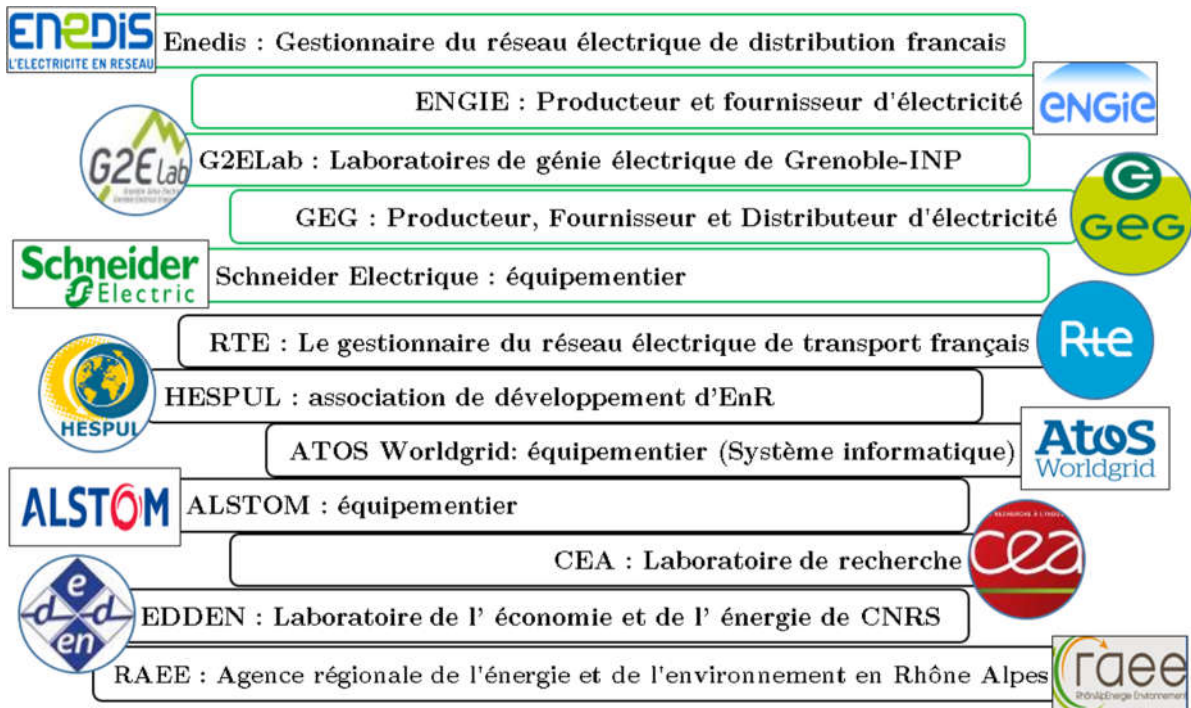 ENEDIS
L'ELECTRICITE EN RESEAU
Enedis : Gestionnaire du réseau électrique de distribution francais
ENGIE : Producteur et fournisseur d'électricité
ENGIE
G2Elab
G2ELab : Laboratoires de génie électrique de Grenoble-INP
GEG : Producteur, Fournisseur et Distributeur d'électricité
G
GEG
Schneider
Electric
Schneider Electrique : équipementier
RTE : Le gestionnaire du réseau électrique de transport français
Rte
HESPUL
HESPUL : association de développement d'EnR
ATOS Worldgrid: équipementier (Système informatique)
Atos
Worldgrid
ALSTOM
ALSTOM : équipementier
CEA : Laboratoire de recherche
cea
e
d d
en
EDDEN : Laboratoire de l' économie et de l' énergie de CNRS
RAEE : Agence régionale de l'énergie et de l'environnement en Rhône Alpes
raee
RhônAlpEnergie Environnement